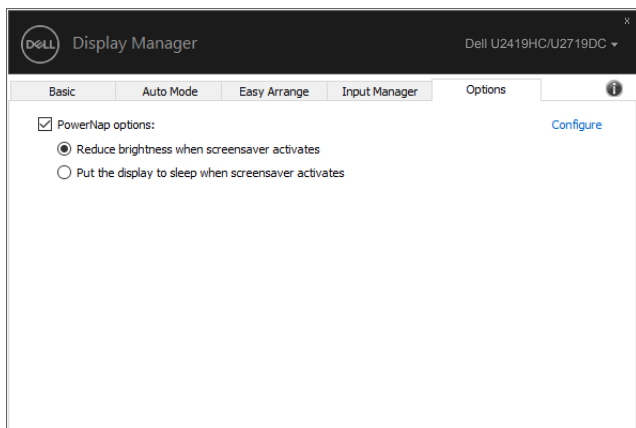 x
DELL Display Manager Dell U2419HC/U2719DC
Basic Auto Mode Easy Arrange Input Manager Options i
PowerNap options: Configure
Reduce brightness when screensaver activates
Put the display to sleep when screensaver activates